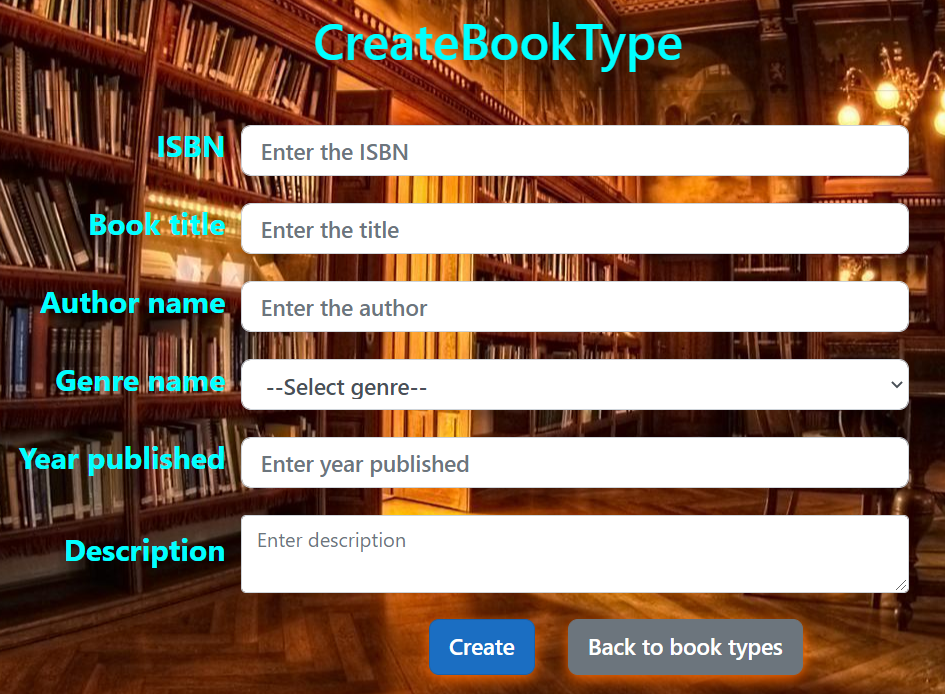 CreateBookType
ISBN
Enter the ISBN
Book title
Enter the title
Author name
Enter the author
Genre name
--Select genre--
Year published
Enter year published
Description
Enter description
Create
Back to book types